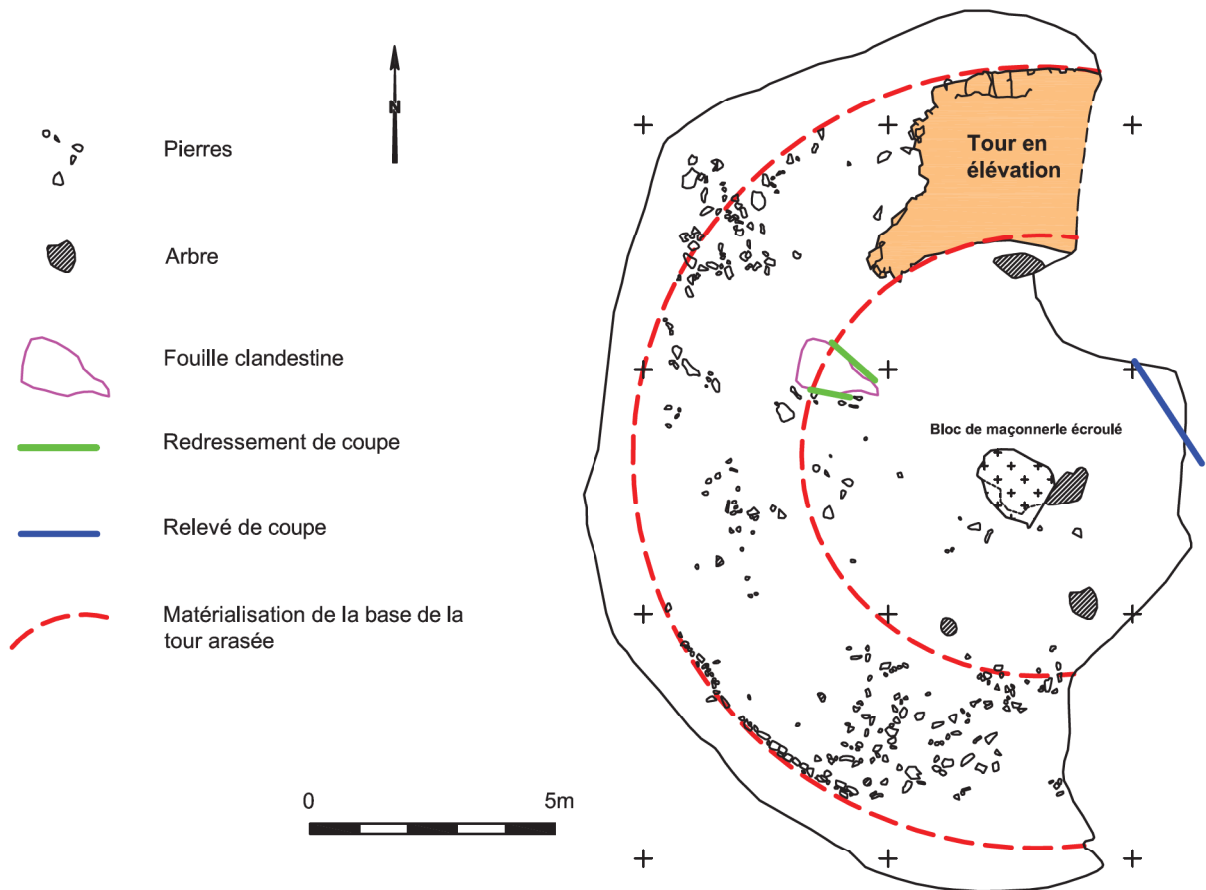 N
Pierres
Arbre
Fouille clandestine
Redressement de coupe
Relevé de coupe
Matérialisation de la base de la
tour arasée
0 5m
Tour en
élévation
Bloc de maçonnerie écroulé